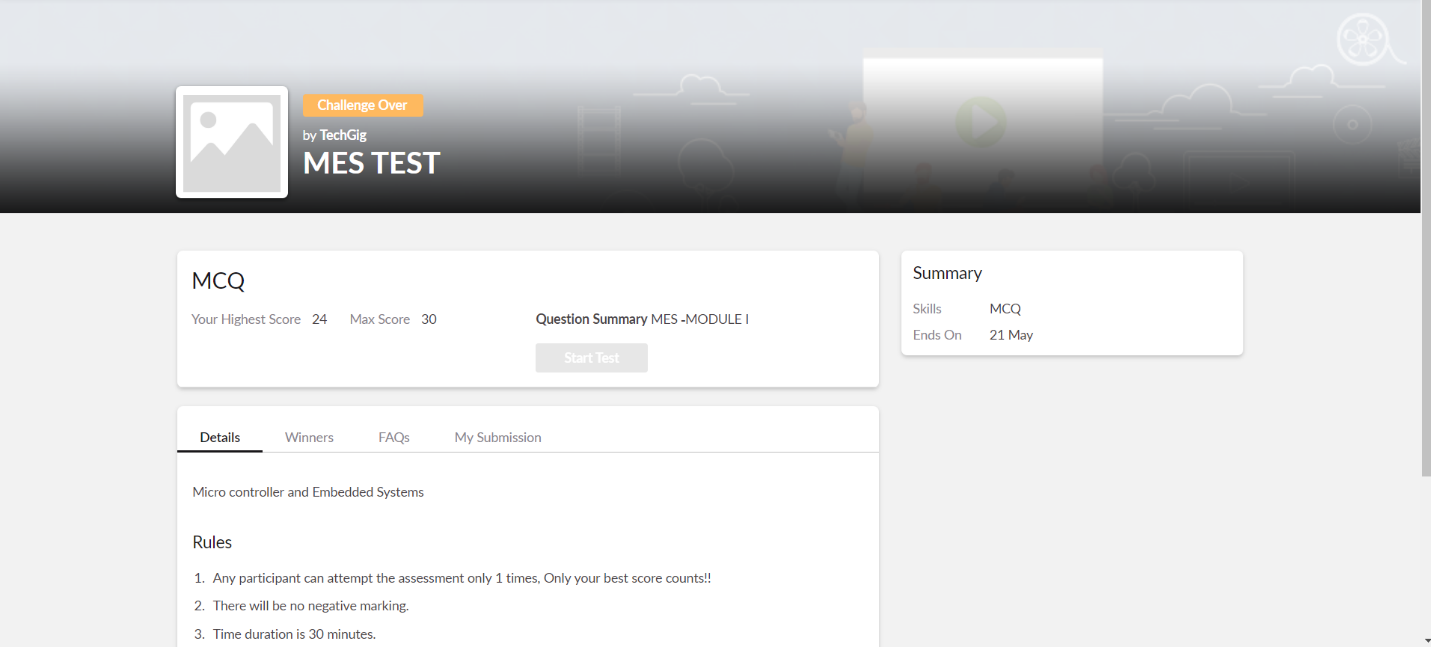 Challenge Over
by TechGig
MES TEST
MCQ
Your Highest Score 24 Max Score 30
Question Summary MES -MODULE I
Start Test
Summary
Skills MCQ
Ends On 21 May
Details Winners FAQs My Submission
Micro controller and Embedded Systems
Rules
1. Any participant can attempt the assessment only 1 times, Only your best score counts!!
2. There will be no negative marking.
3. Time duration is 30 minutes.